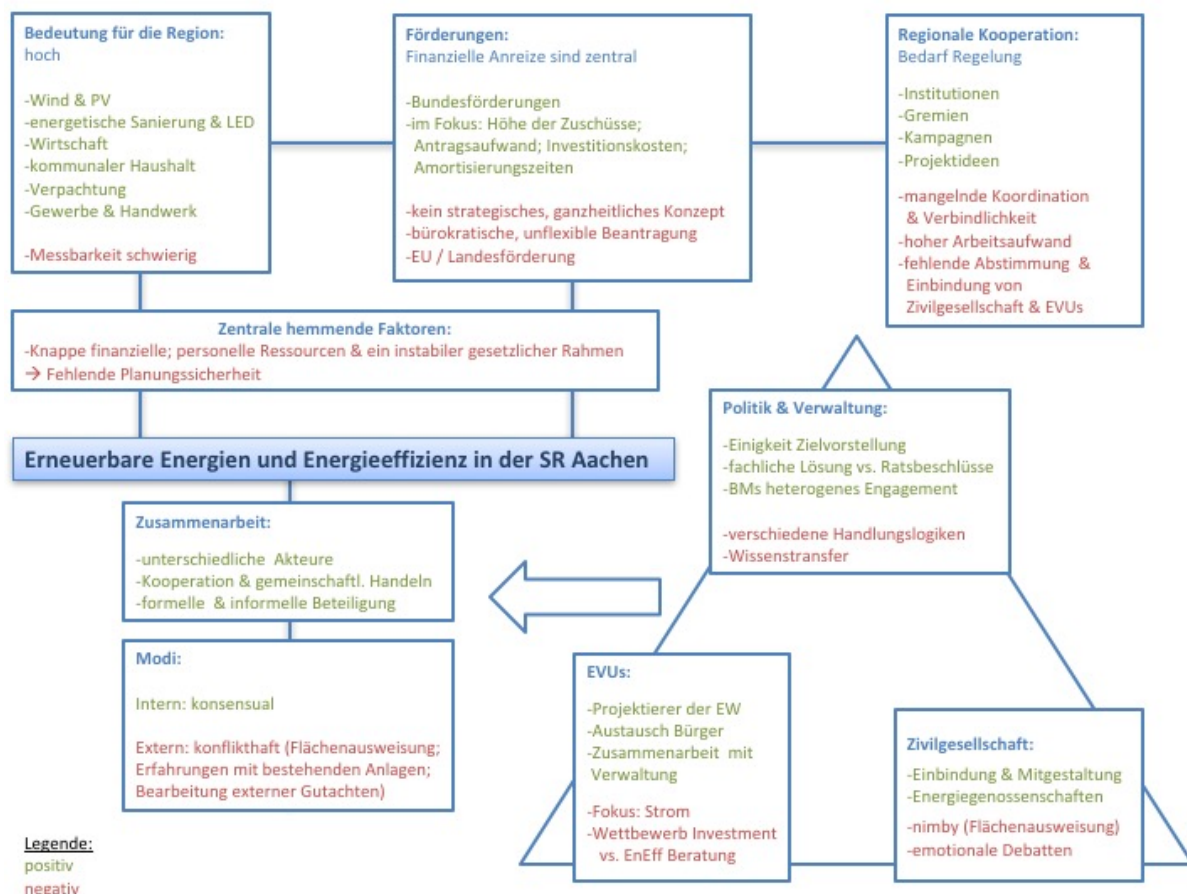 Bedeutung für die Region:
hoch
-Wind & PV
-energetische Sanierung & LED
-Wirtschaft
-kommunaler Haushalt
-Verpachtung
-Gewerbe & Handwerk
-Messbarkeit schwierig
Förderungen:
Finanzielle Anreize sind zentral
-Bundesförderungen
-im Fokus: Höhe der Zuschüsse;
Antragsaufwand; Investitionskosten;
Amortisierungszeiten
-kein strategisches, ganzheitliches Konzept
-bürokratische, unflexible Beantragung
-EU / Landesförderung
Regionale Kooperation:
Bedarf Regelung
-Institutionen
-Gremien
-Kampagnen
-Projektideen
-mangelnde Koordination
& Verbindlichkeit
-hoher Arbeitsaufwand
-fehlende Abstimmung &
Einbindung von
Zivilgesellschaft & EVUs
Zentrale hemmende Faktoren:
-Knappe finanzielle; personelle Ressourcen & ein instabiler gesetzlicher Rahmen
→ Fehlende Planungssicherheit
Erneuerbare Energien und Energieeffizienz in der SR Aachen
Politik & Verwaltung:
-Einigkeit Zielvorstellung
-fachliche Lösung vs. Ratsbeschlüsse
-BMs heterogenes Engagement
-verschiedene Handlungslogiken
-Wissenstransfer
Zusammenarbeit:
-unterschiedliche Akteure
-Kooperation & gemeinschaftl. Handeln
-formelle & informelle Beteiligung
Modi:
Intern: konsensual
Extern: konflikthaft (Flächenausweisung;
Erfahrungen mit bestehenden Anlagen;
Bearbeitung externer Gutachten)
EVUs:
-Projektierer der EW
-Austausch Bürger
-Zusammenarbeit mit
Verwaltung
-Fokus: Strom
-Wettbewerb Investment
vs. EnEff Beratung
Zivilgesellschaft:
-Einbindung & Mitgestaltung
-Energiegenossenschaften
-nimby (Flächenausweisung)
-emotionale Debatten
Legende:
positiv
negativ